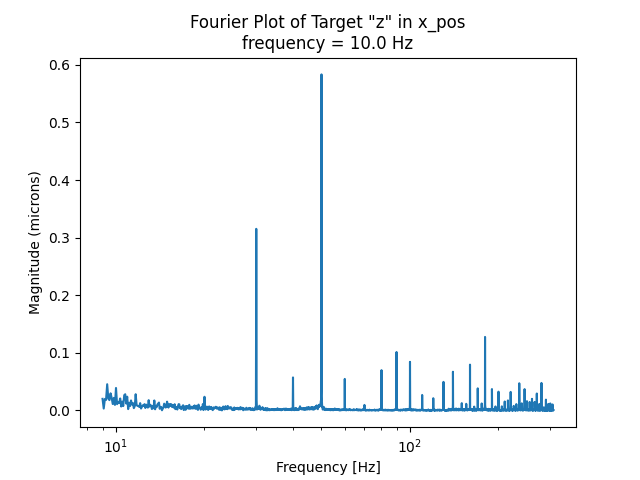 Fourier Plot of Target "z" in x_pos
frequency = 10.0 Hz
0.6
0.5
0.4
0.3
0.2
0.1
0.0
Magnitude (microns)
10¹
10²
Frequency [Hz]